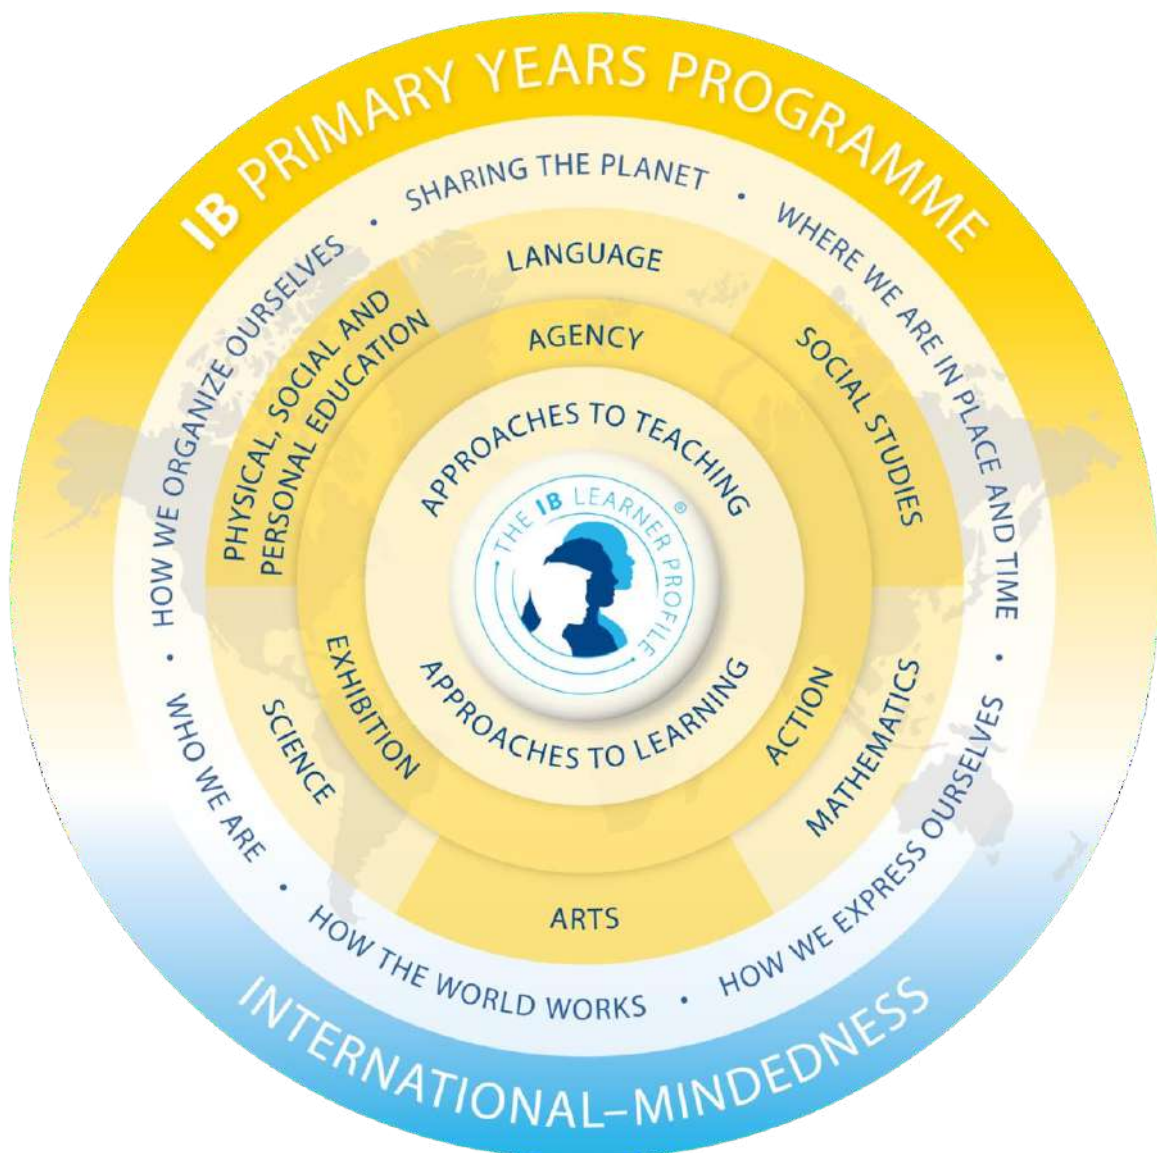 IB PRIMARY YEARS PROGRAMME
SHARING THE PLANET
•
WHERE WE ARE IN PLACE AND TIME
•
HOW WE EXPRESS OURSELVES
•
HOW THE WORLD WORKS
•
WHO WE ARE
•
HOW WE ORGANIZE OURSELVES
•
LANGUAGE
SOCIAL STUDIES
MATHEMATICS
ARTS
SCIENCE
PHYSICAL, SOCIAL AND
PERSONAL EDUCATION
AGENCY
ACTION
EXHIBITION
APPROACHES TO TEACHING
THE IB LEARNER PROFILE
®
APPROACHES TO LEARNING
INTERNATIONAL–MINDEDNESS